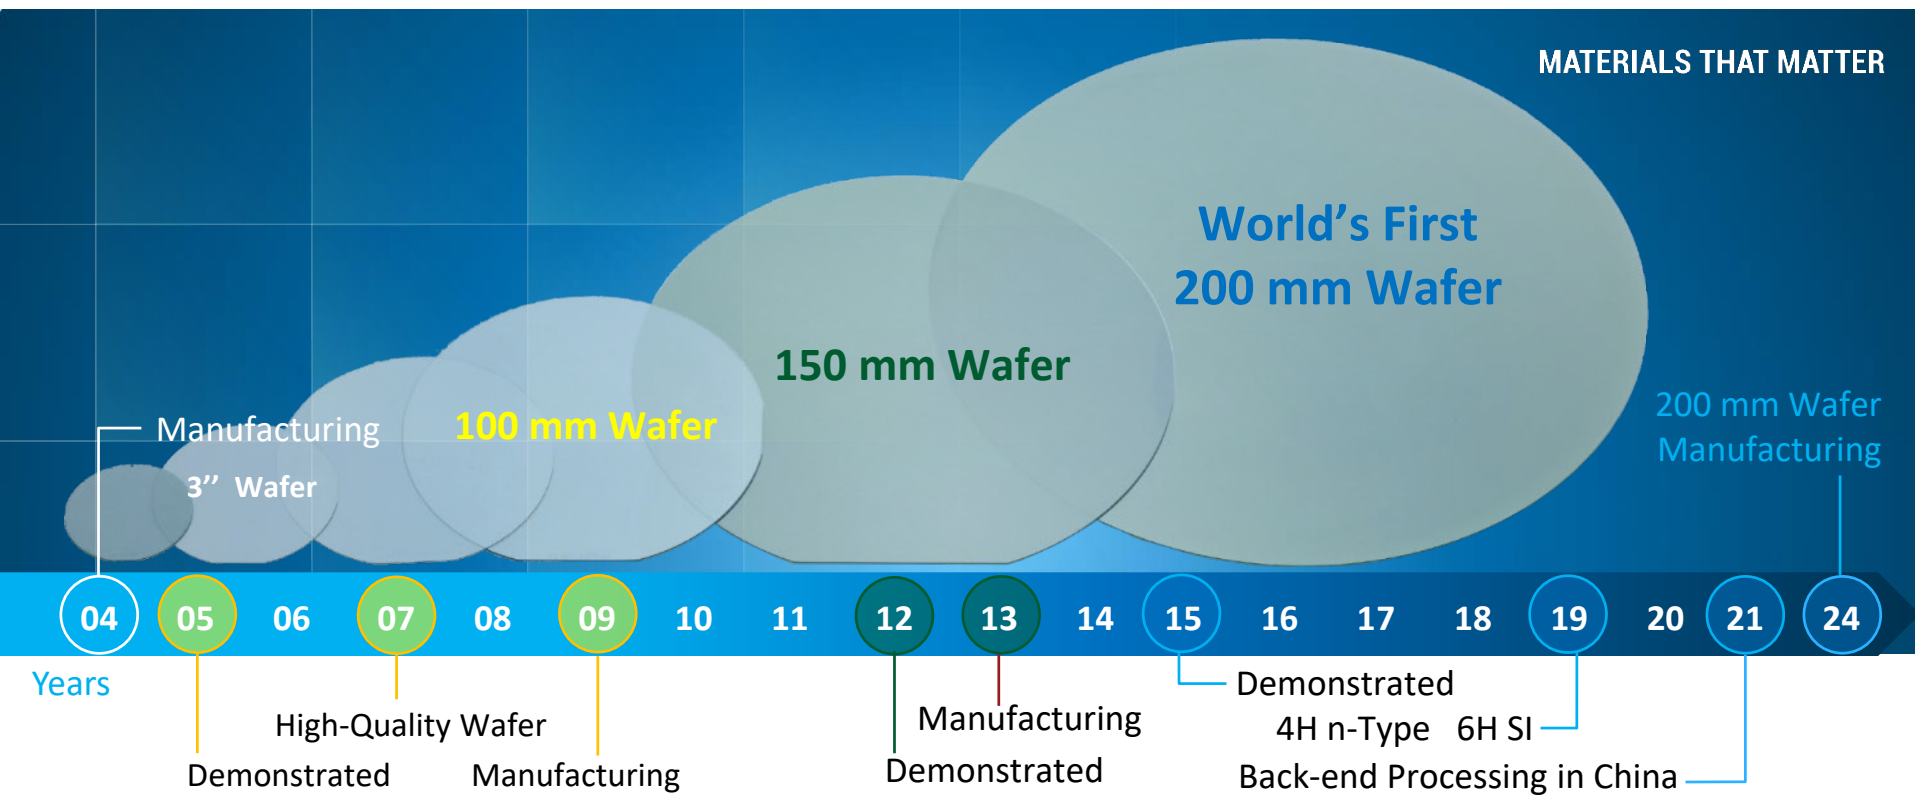 MATERIALS THAT MATTER
World’s First
200 mm Wafer
150 mm Wafer
100 mm Wafer
200 mm Wafer
Manufacturing
Manufacturing
3’’ Wafer
04 05 06 07 08 09 10 11 12 13 14 15 16 17 18 19 20 21 24
Years
Demonstrated
High-Quality Wafer
Manufacturing
Demonstrated
Manufacturing
Demonstrated
4H n-Type 6H SI
Back-end Processing in China